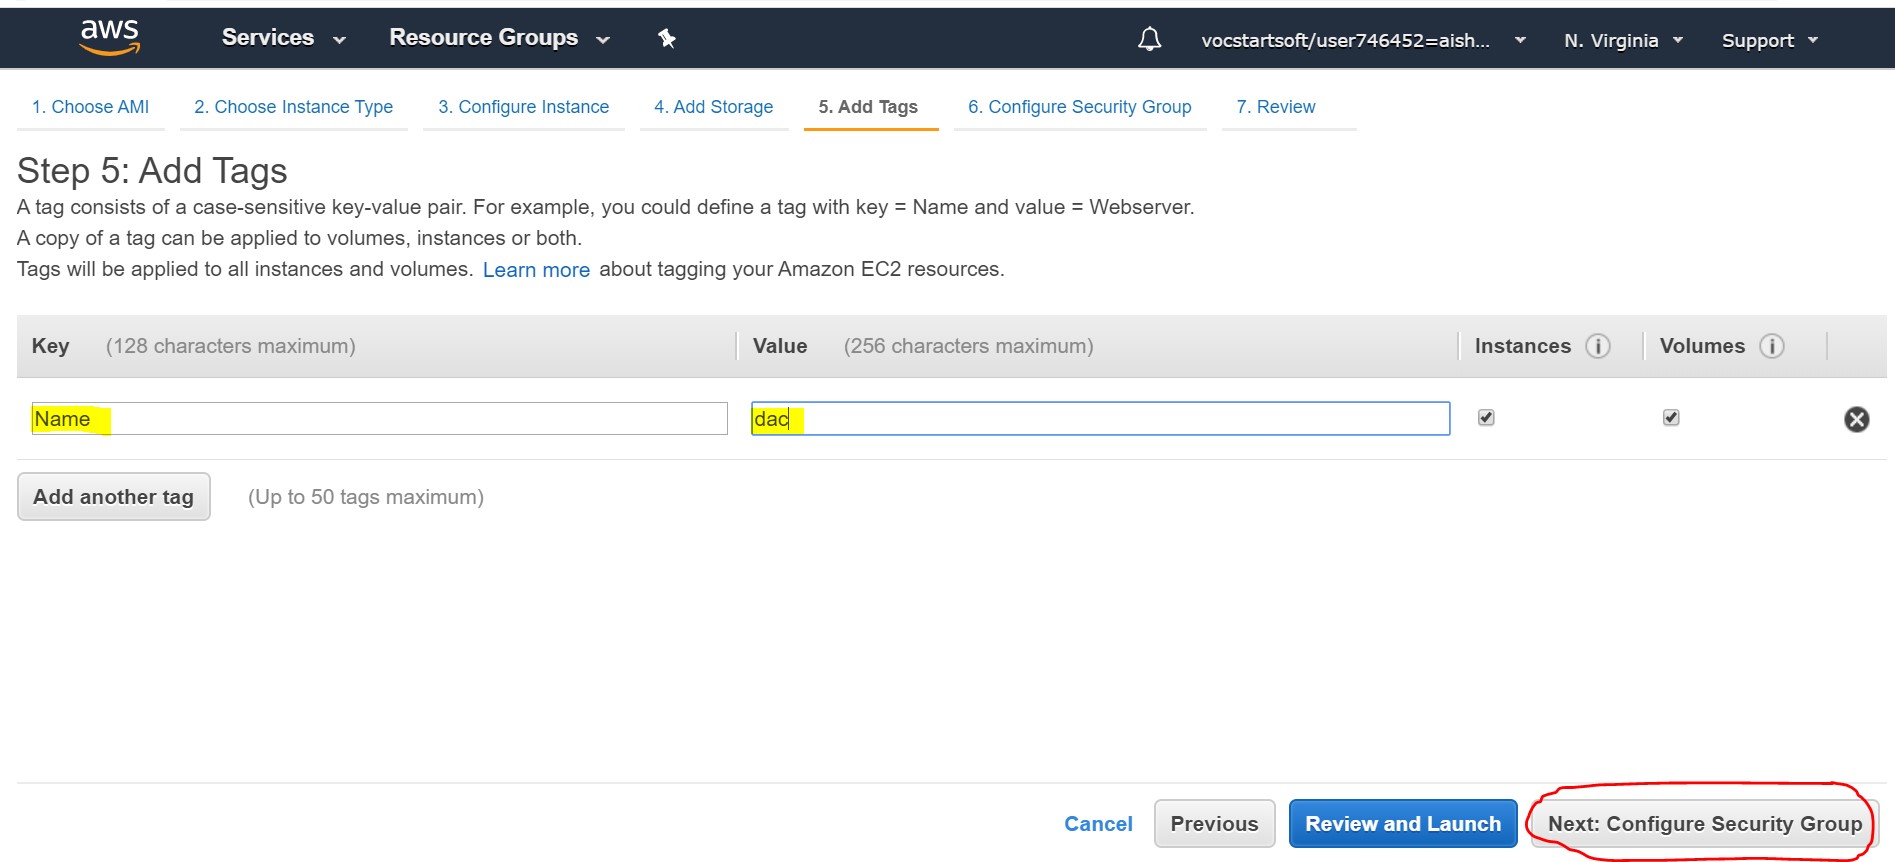 aws Services Resource Groups vocstartsoft/user746452=aish... N. Virginia Support
1. Choose AMI 2. Choose Instance Type 3. Configure Instance 4. Add Storage 5. Add Tags 6. Configure Security Group 7. Review
Step 5: Add Tags
A tag consists of a case-sensitive key-value pair. For example, you could define a tag with key = Name and value = Webserver.
A copy of a tag can be applied to volumes, instances or both.
Tags will be applied to all instances and volumes. Learn more about tagging your Amazon EC2 resources.
Key (128 characters maximum) Value (256 characters maximum) Instances i Volumes i
Name dac
Add another tag (Up to 50 tags maximum)
Cancel Previous Review and Launch Next: Configure Security Group